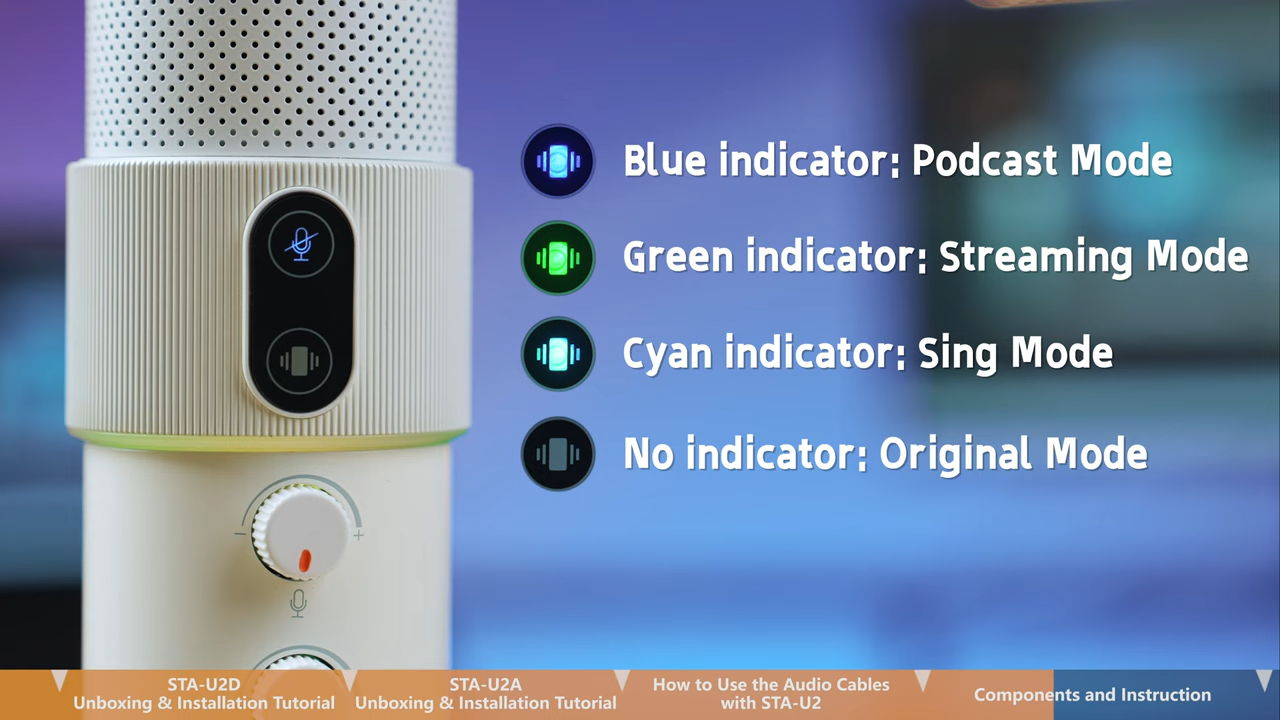 Blue indicator: Podcast Mode
Green indicator: Streaming Mode
Cyan indicator: Sing Mode
No indicator: Original Mode
STA-U2D
Unboxing & Installation Tutorial
STA-U2A
Unboxing & Installation Tutorial
How to Use the Audio Cables
with STA-U2
Components and Instruction